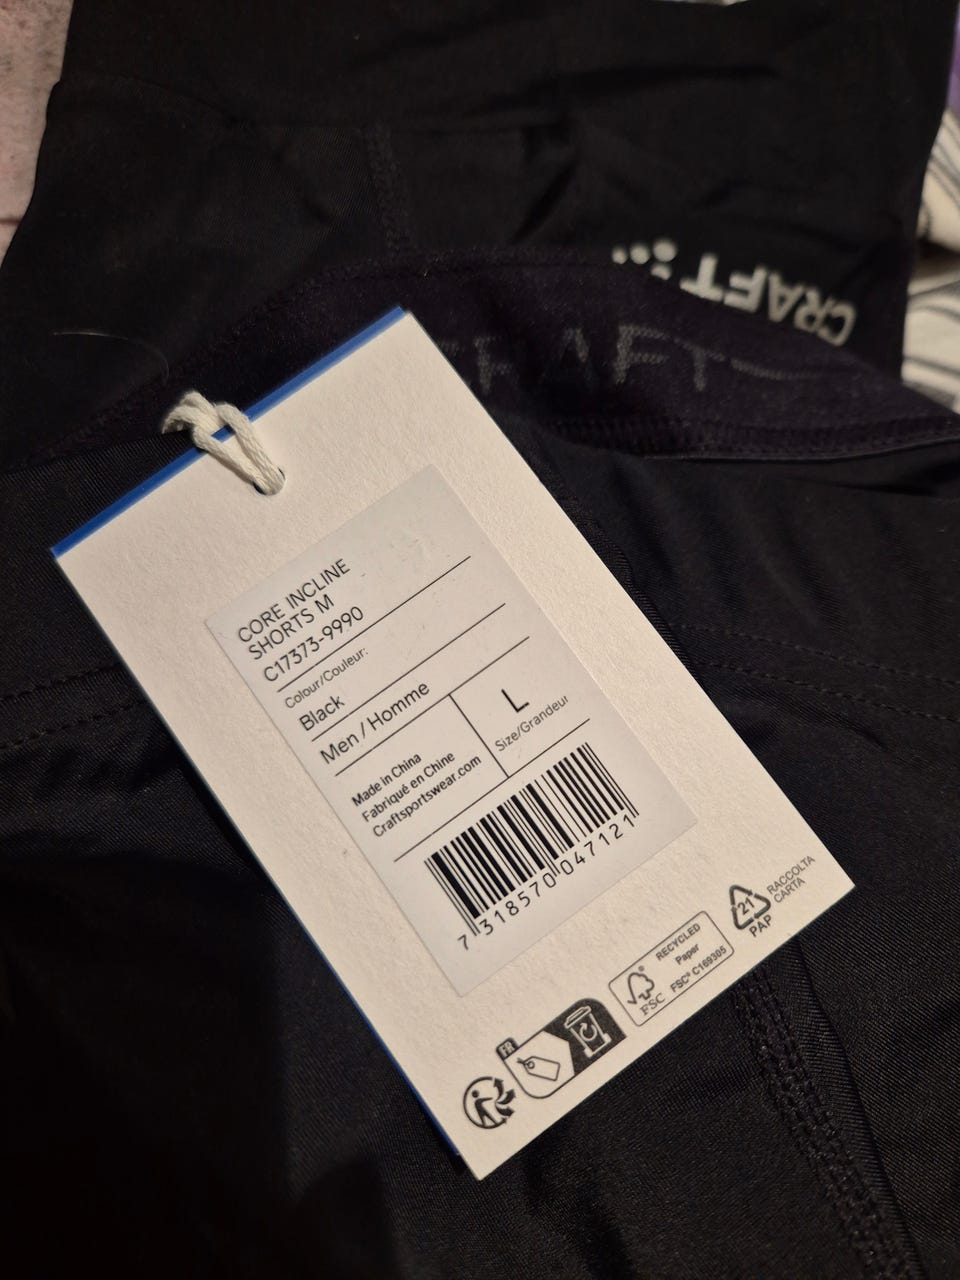 CRAFT
CRAFT
CORE INCLINE
SHORTS M
C17373-9990
Colour/Couleur:
Black
Men / Homme
L
Size/Grandeur
Made in China
Fabriqué en Chine
Craftsportswear.com
7 318570 047121
21
PAP
RACCOLTA
CARTA
RECYCLED
Paper
FSC® C169305
FSC
FR